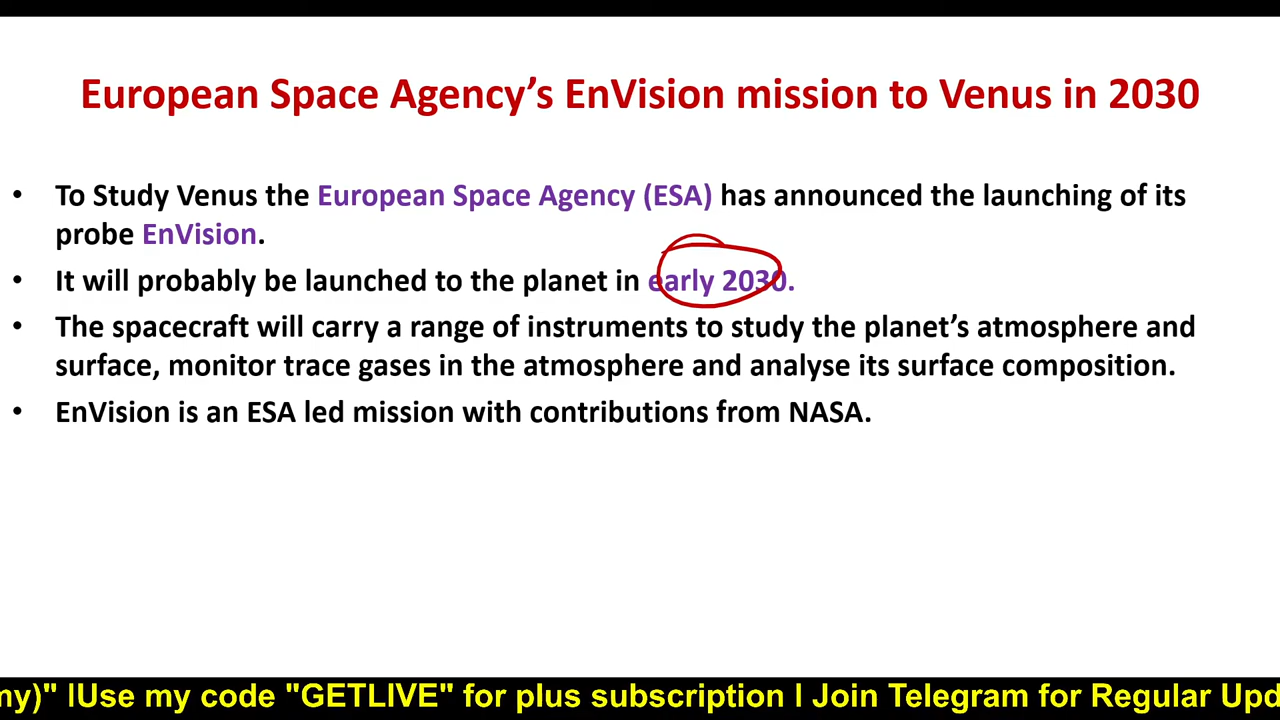 European Space Agency’s EnVision mission to Venus in 2030
• To Study Venus the European Space Agency (ESA) has announced the launching of its
probe EnVision.
• It will probably be launched to the planet in early 2030.
• The spacecraft will carry a range of instruments to study the planet’s atmosphere and
surface, monitor trace gases in the atmosphere and analyse its surface composition.
• EnVision is an ESA led mission with contributions from NASA.
my)" lUse my code "GETLIVE" for plus subscription l Join Telegram for Regular Upd